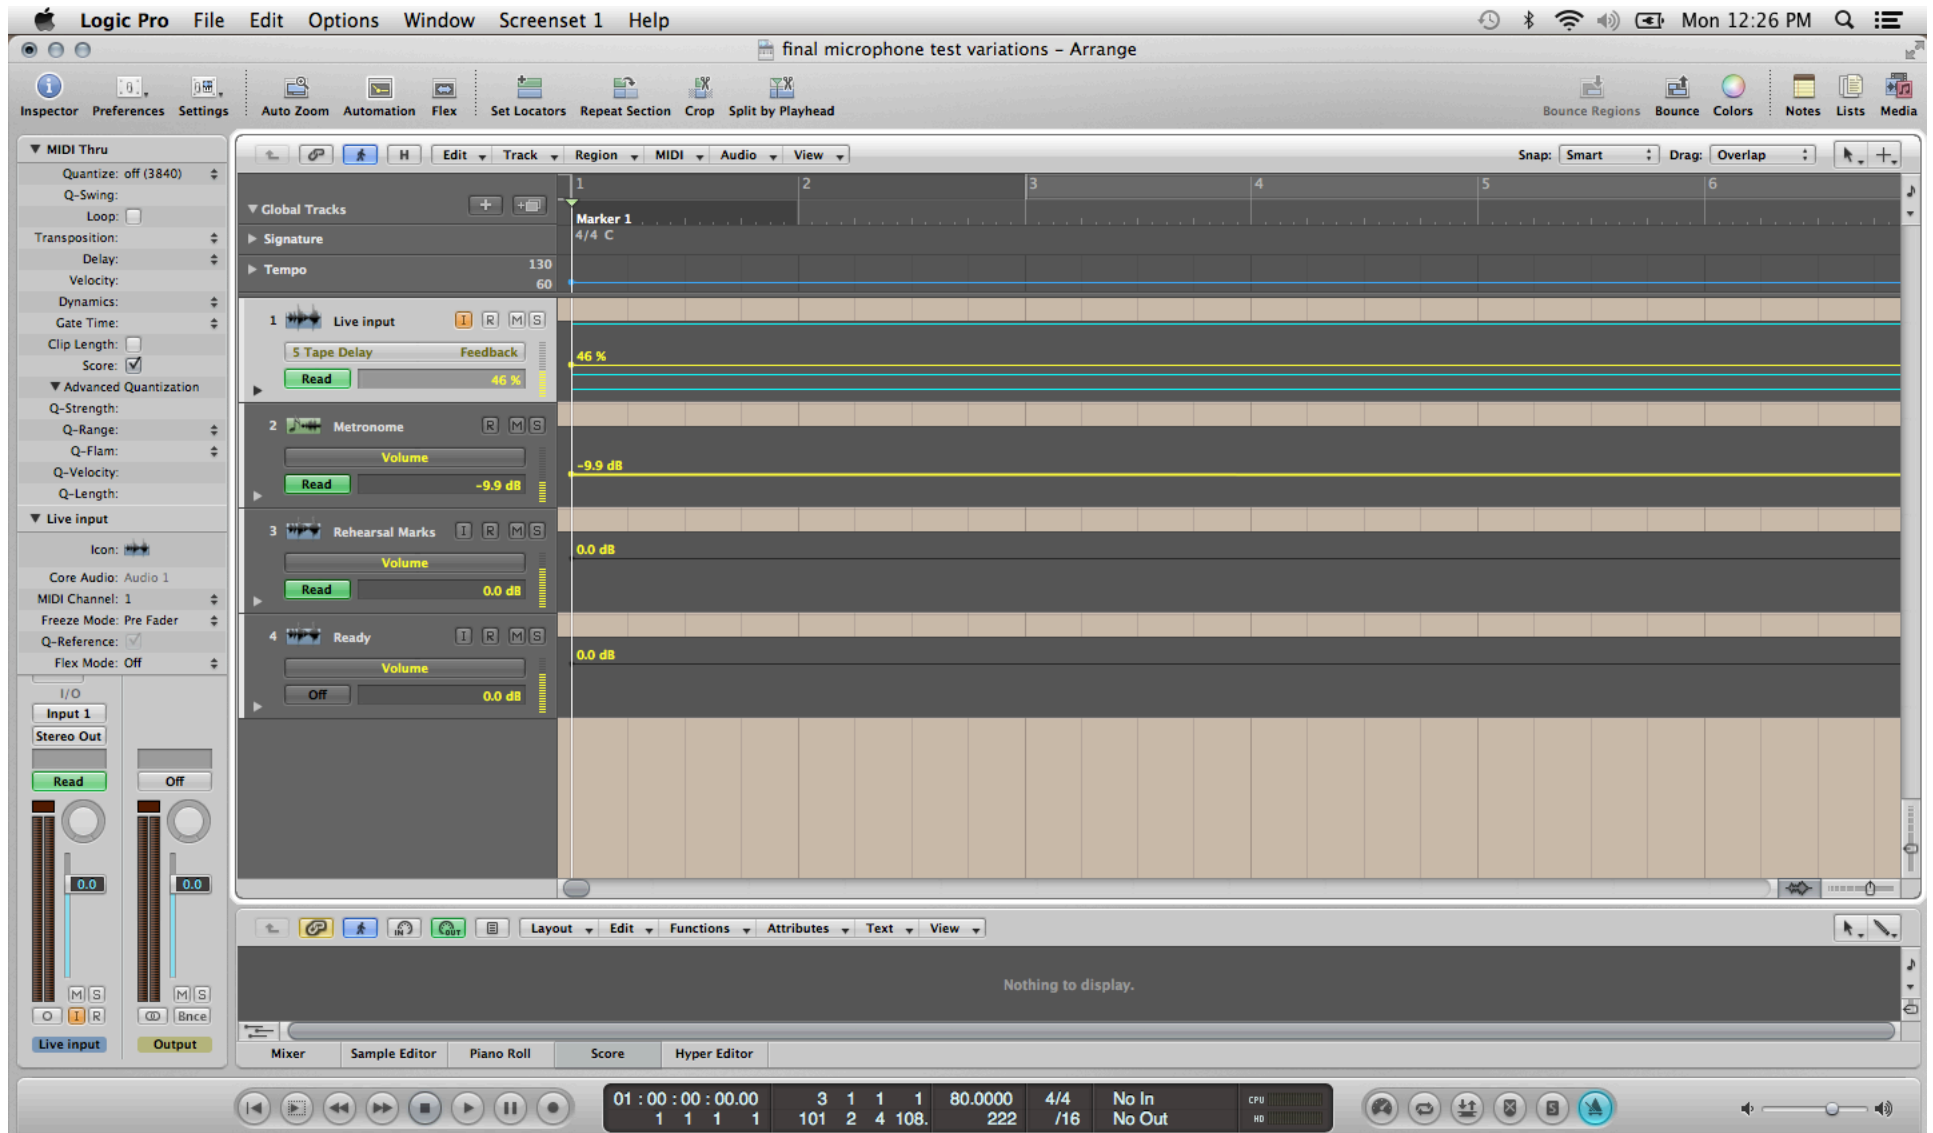 Logic Pro File Edit Options Window Screenset 1 Help Mon 12:26 PM
final microphone test variations – Arrange
Inspector Preferences Settings Auto Zoom Automation Flex Set Locators Repeat Section Crop Split by Playhead Bounce Regions Bounce Colors Notes Lists Media
MIDI Thru
Quantize: off (3840)
Q-Swing:
Loop:
Transposition:
Delay:
Velocity:
Dynamics:
Gate Time:
Clip Length:
Score:
Advanced Quantization
Q-Strength:
Q-Range:
Q-Flam:
Q-Velocity:
Q-Length:
Live input
Icon:
Core Audio: Audio 1
MIDI Channel: 1
Freeze Mode: Pre Fader
Q-Reference:
Flex Mode: Off
I/O
Input 1
Stereo Out
Read Off
0.0 0.0
M S M S
O I R Bnce
Live input Output
H Edit Track Region MIDI Audio View Snap: Smart Drag: Overlap
1 2 3 4 5 6
Global Tracks
Marker 1
Signature 4/4 C
Tempo 130
60
1 Live input I R M S
5 Tape Delay Feedback
46 %
Read 46 %
2 Metronome R M S
Volume
-9.9 dB
Read -9.9 dB
3 Rehearsal Marks I R M S
0.0 dB
Volume
Read 0.0 dB
4 Ready I R M S
0.0 dB
Volume
Off 0.0 dB
IN OUT Layout Edit Functions Attributes Text View
Nothing to display.
Mixer Sample Editor Piano Roll Score Hyper Editor
01 : 00 : 00 : 00.00 3 1 1 1 80.0000 4/4 No In CPU
1 1 1 1 101 2 4 108. 222 /16 No Out HD
S